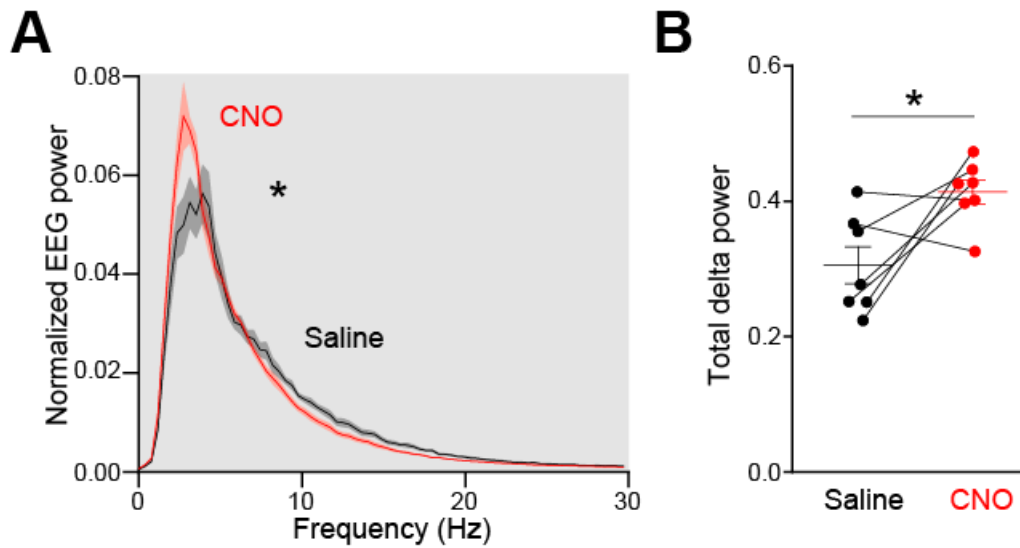 A
Normalized EEG power
0.08
0.06
0.04
0.02
0.00
CNO
*
Saline
0
10
20
30
Frequency (Hz)
B
Total delta power
0.6
0.4
0.2
0.0
*
Saline
CNO